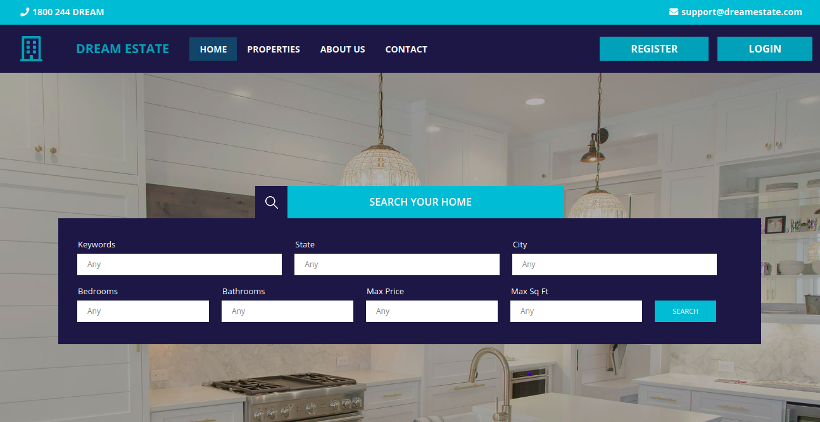 1800 244 DREAM
support@dreamestate.com
DREAM ESTATE
HOME
PROPERTIES
ABOUT US
CONTACT
REGISTER
LOGIN
SEARCH YOUR HOME
Keywords
State
City
Any
Any
Any
Bedrooms
Bathrooms
Max Price
Max Sq Ft
Any
Any
Any
Any
SEARCH